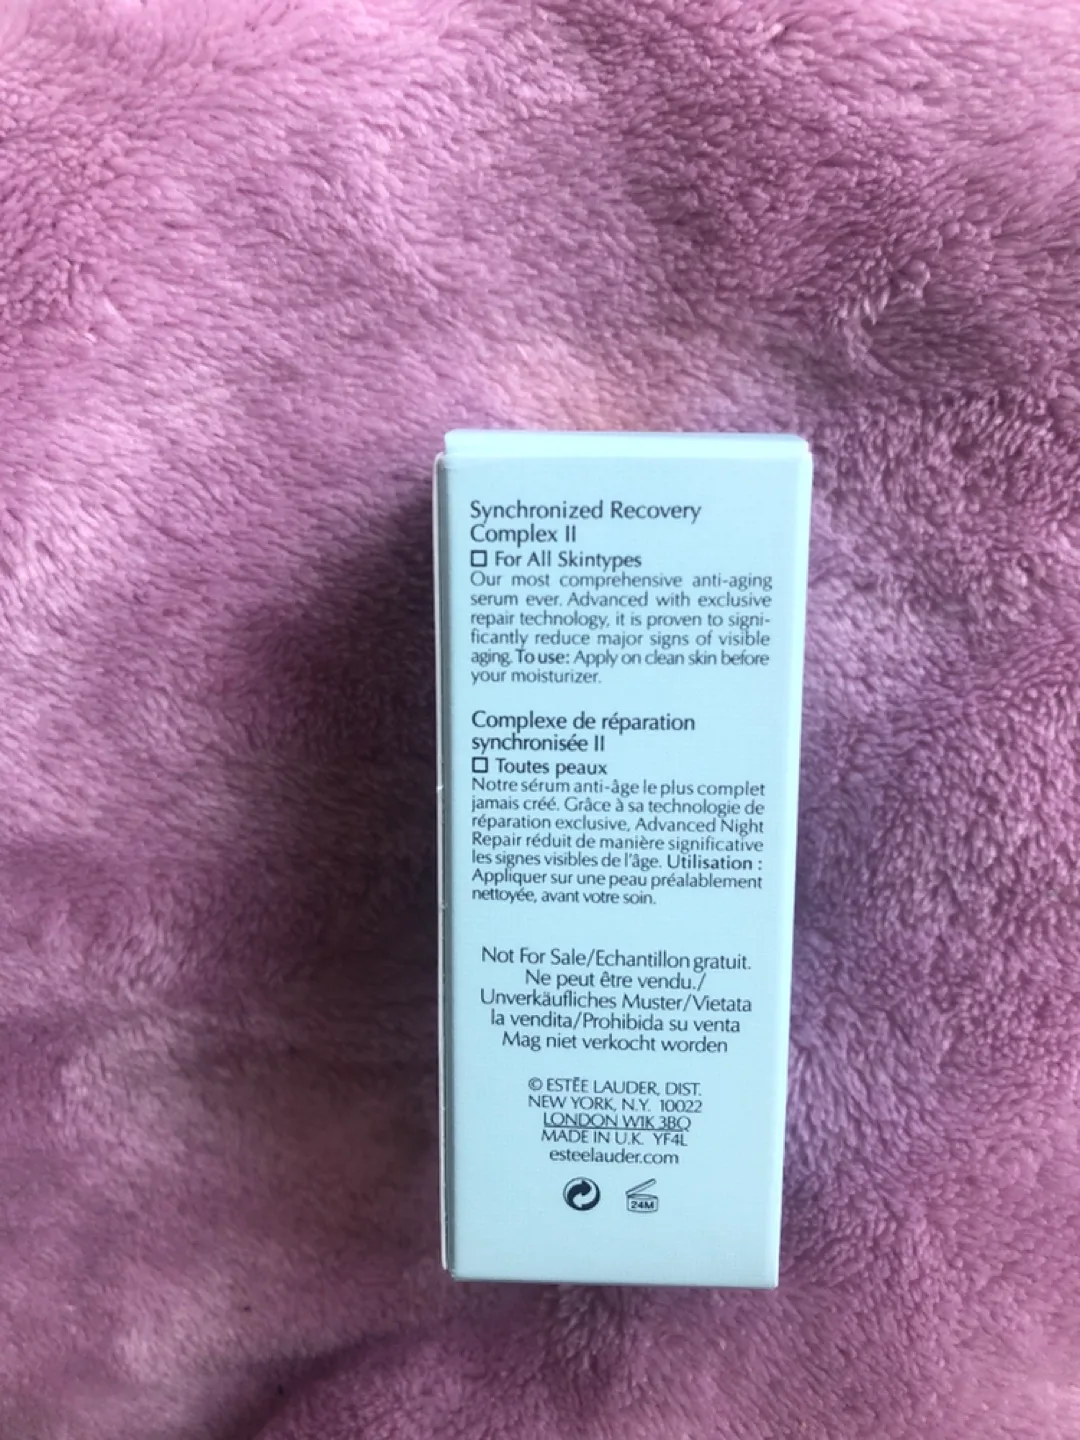 Synchronized Recovery
Complex II
For All Skintypes
Our most comprehensive anti-aging
serum ever. Advanced with exclusive
repair technology, it is proven to signi-
ficantly reduce major signs of visible
aging. To use: Apply on clean skin before
your moisturizer.
Complexe de réparation
synchronisée II
Toutes peaux
Notre sérum anti-âge le plus complet
jamais créé. Grâce à sa technologie de
réparation exclusive, Advanced Night
Repair réduit de manière significative
les signes visibles de l'âge. Utilisation :
Appliquer sur une peau préalablement
nettoyée, avant votre soin.
Not For Sale/Echantillon gratuit.
Ne peut être vendu./
Unverkäufliches Muster/Vietata
la vendita/Prohibida su venta
Mag niet verkocht worden
© ESTĒE LAUDER, DIST.
NEW YORK, N.Y. 10022
LONDON W1K 3BQ
MADE IN U.K. YF4L
esteelauder.com
24M